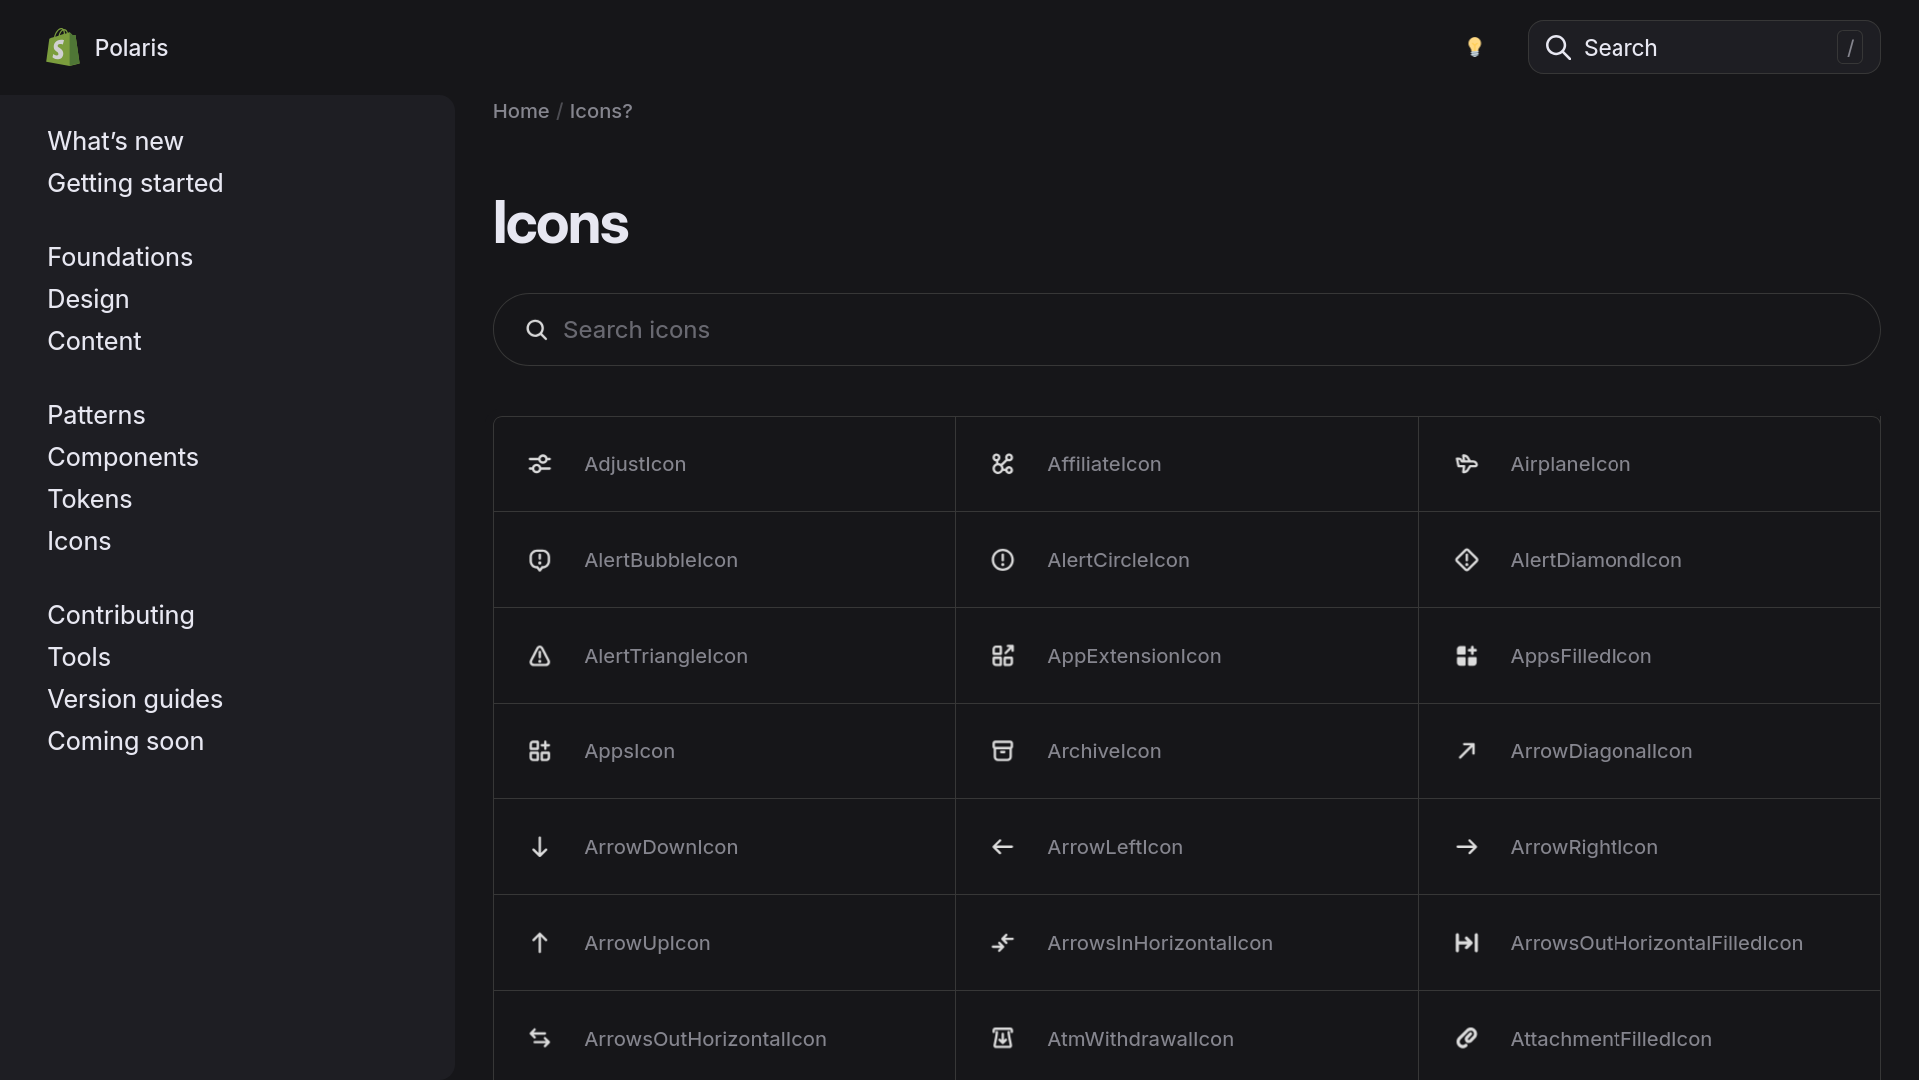 Polaris
Search /
Home / Icons?
What’s new
Getting started
Foundations
Design
Content
Patterns
Components
Tokens
Icons
Contributing
Tools
Version guides
Coming soon
Icons
Search icons
AdjustIcon
AffiliateIcon
AirplaneIcon
AlertBubbleIcon
AlertCircleIcon
AlertDiamondIcon
AlertTriangleIcon
AppExtensionIcon
AppsFilledIcon
AppsIcon
ArchiveIcon
ArrowDiagonalIcon
ArrowDownIcon
ArrowLeftIcon
ArrowRightIcon
ArrowUpIcon
ArrowsInHorizontalIcon
ArrowsOutHorizontalFilledIcon
ArrowsOutHorizontalIcon
AtmWithdrawalIcon
AttachmentFilledIcon